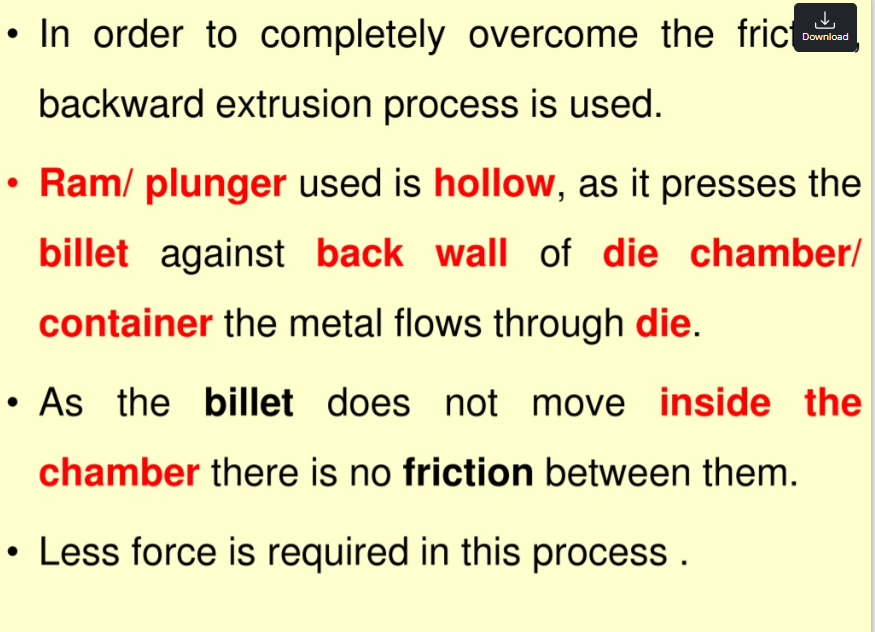 • In order to completely overcome the
Download
backward extrusion process is used.
• Ram/ plunger used is hollow, as it presses the
billet against back wall of die chamber/
container the metal flows through die.
• As the billet does not move inside the
chamber there is no friction between them.
• Less force is required in this process .